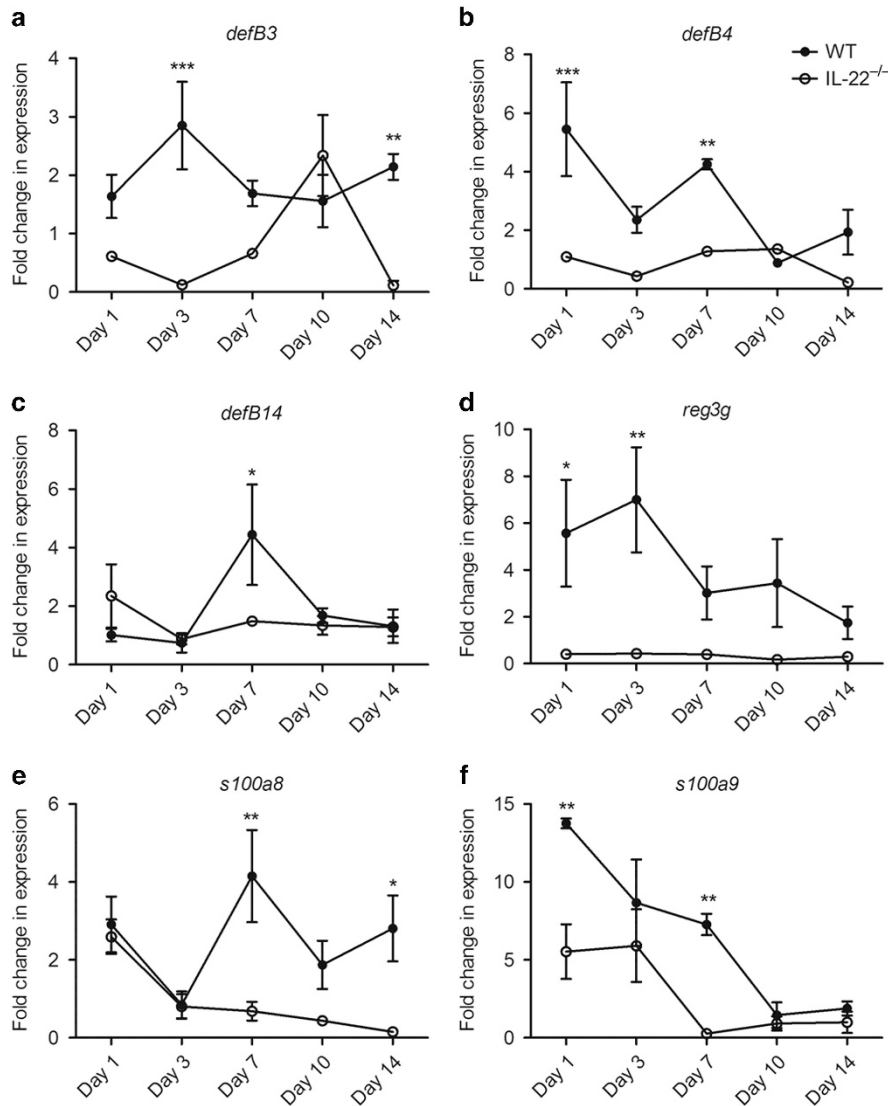 a
defB3
Fold change in expression
4
3
2
1
0
***
**
Day 1
Day 3
Day 7
Day 10
Day 14
b
defB4
WT
IL-22–/–
Fold change in expression
8
6
4
2
0
***
**
Day 1
Day 3
Day 7
Day 10
Day 14
c
defB14
Fold change in expression
8
6
4
2
0
*
Day 1
Day 3
Day 7
Day 10
Day 14
d
reg3g
Fold change in expression
10
8
6
4
2
0
*
**
Day 1
Day 3
Day 7
Day 10
Day 14
e
s100a8
Fold change in expression
6
4
2
0
**
*
Day 1
Day 3
Day 7
Day 10
Day 14
f
s100a9
Fold change in expression
15
10
5
0
**
**
Day 1
Day 3
Day 7
Day 10
Day 14